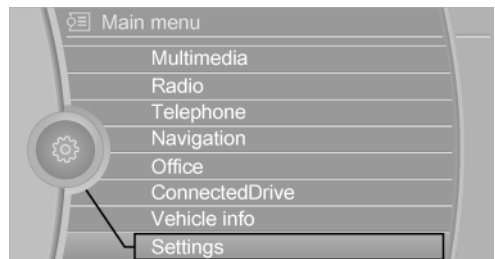 Main menu
Multimedia
Radio
Telephone
Navigation
Office
ConnectedDrive
Vehicle info
Settings